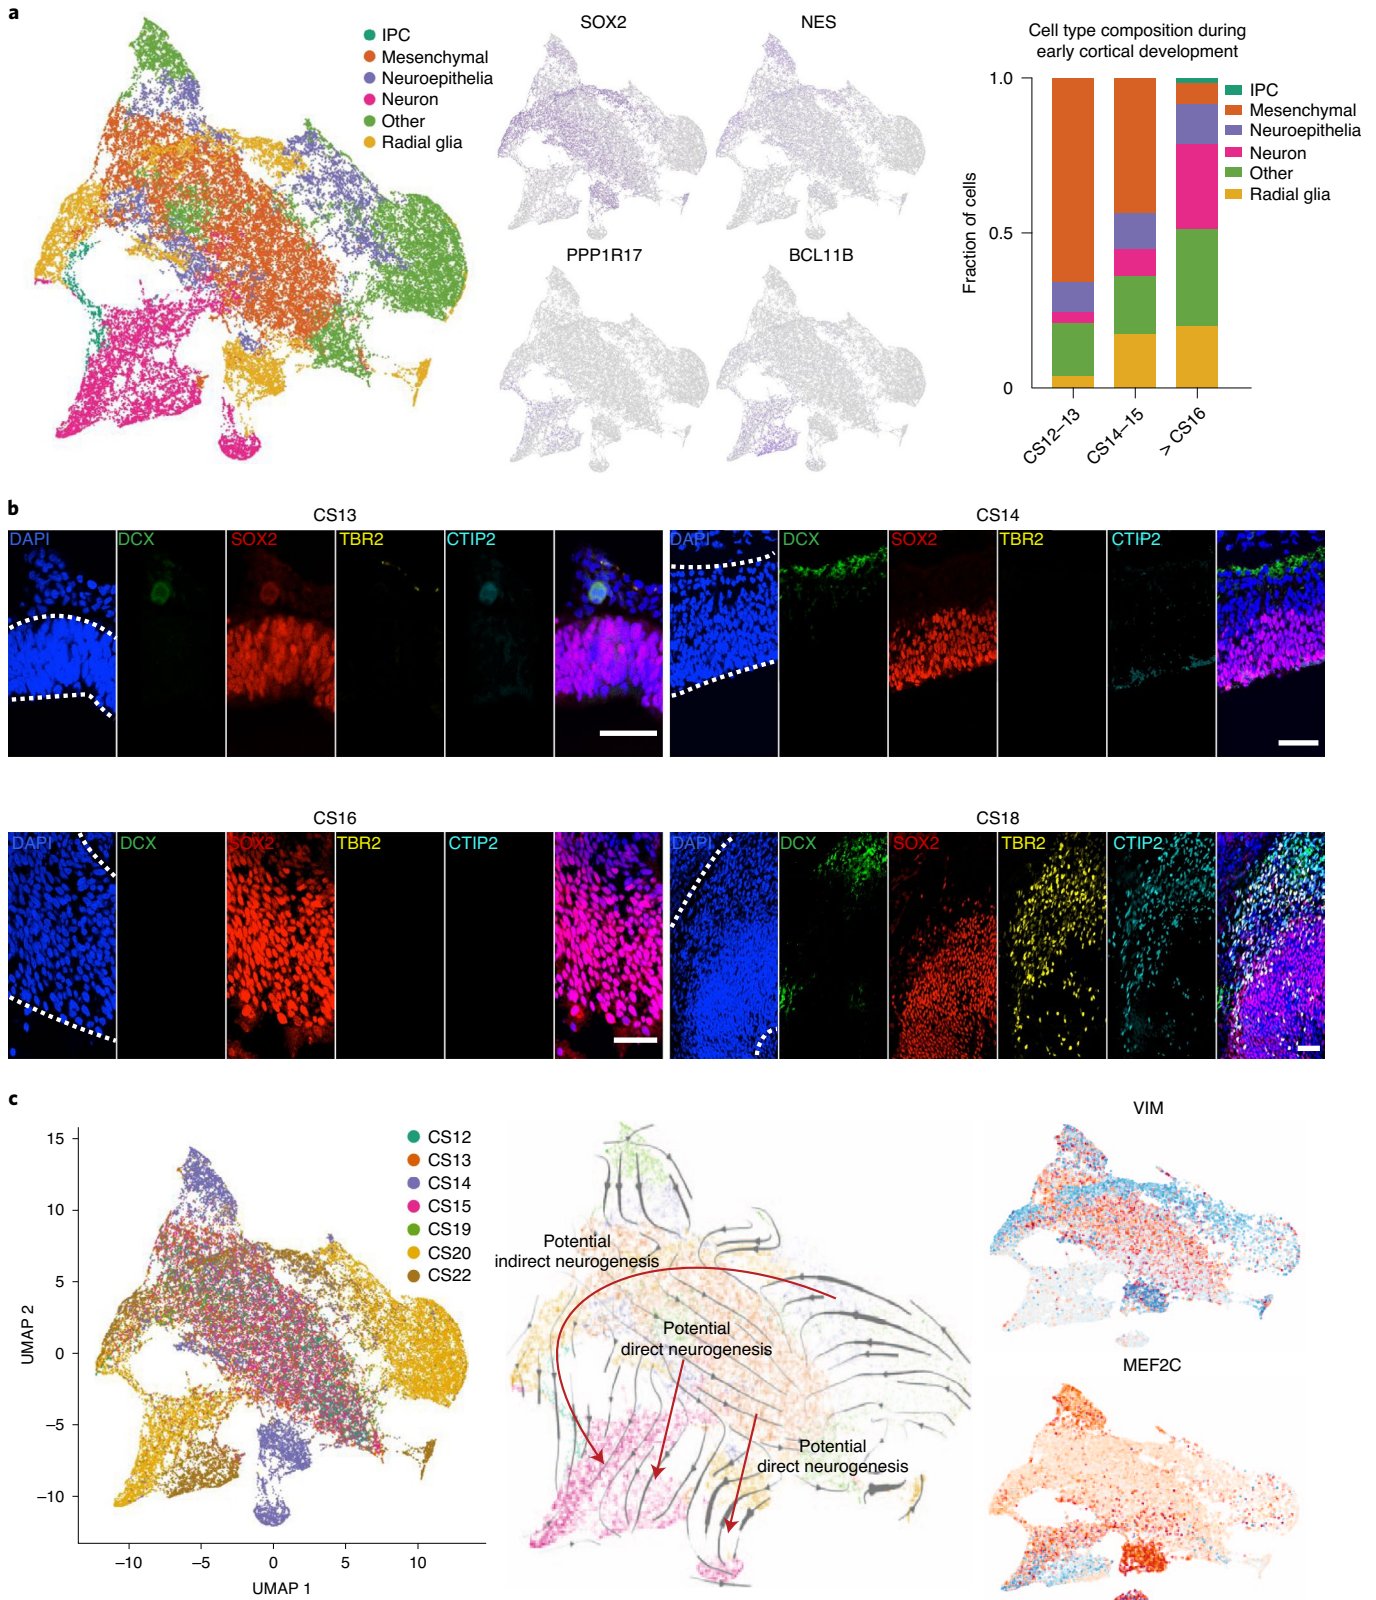 a
IPC
Mesenchymal
Neuroepithelia
Neuron
Other
Radial glia
SOX2
NES
PPP1R17
BCL11B
Cell type composition during
early cortical development
1.0
0.5
0
Fraction of cells
CS12–13
CS14–15
> CS16
IPC
Mesenchymal
Neuroepithelia
Neuron
Other
Radial glia
b
CS13
DAPI
DCX
SOX2
TBR2
CTIP2
CS14
DAPI
DCX
SOX2
TBR2
CTIP2
CS16
DAPI
DCX
SOX2
TBR2
CTIP2
CS18
DAPI
DCX
SOX2
TBR2
CTIP2
c
15
10
5
0
–5
–10
UMAP 2
–10
–5
0
5
10
UMAP 1
CS12
CS13
CS14
CS15
CS19
CS20
CS22
Potential
indirect neurogenesis
Potential
direct neurogenesis
Potential
direct neurogenesis
VIM
MEF2C